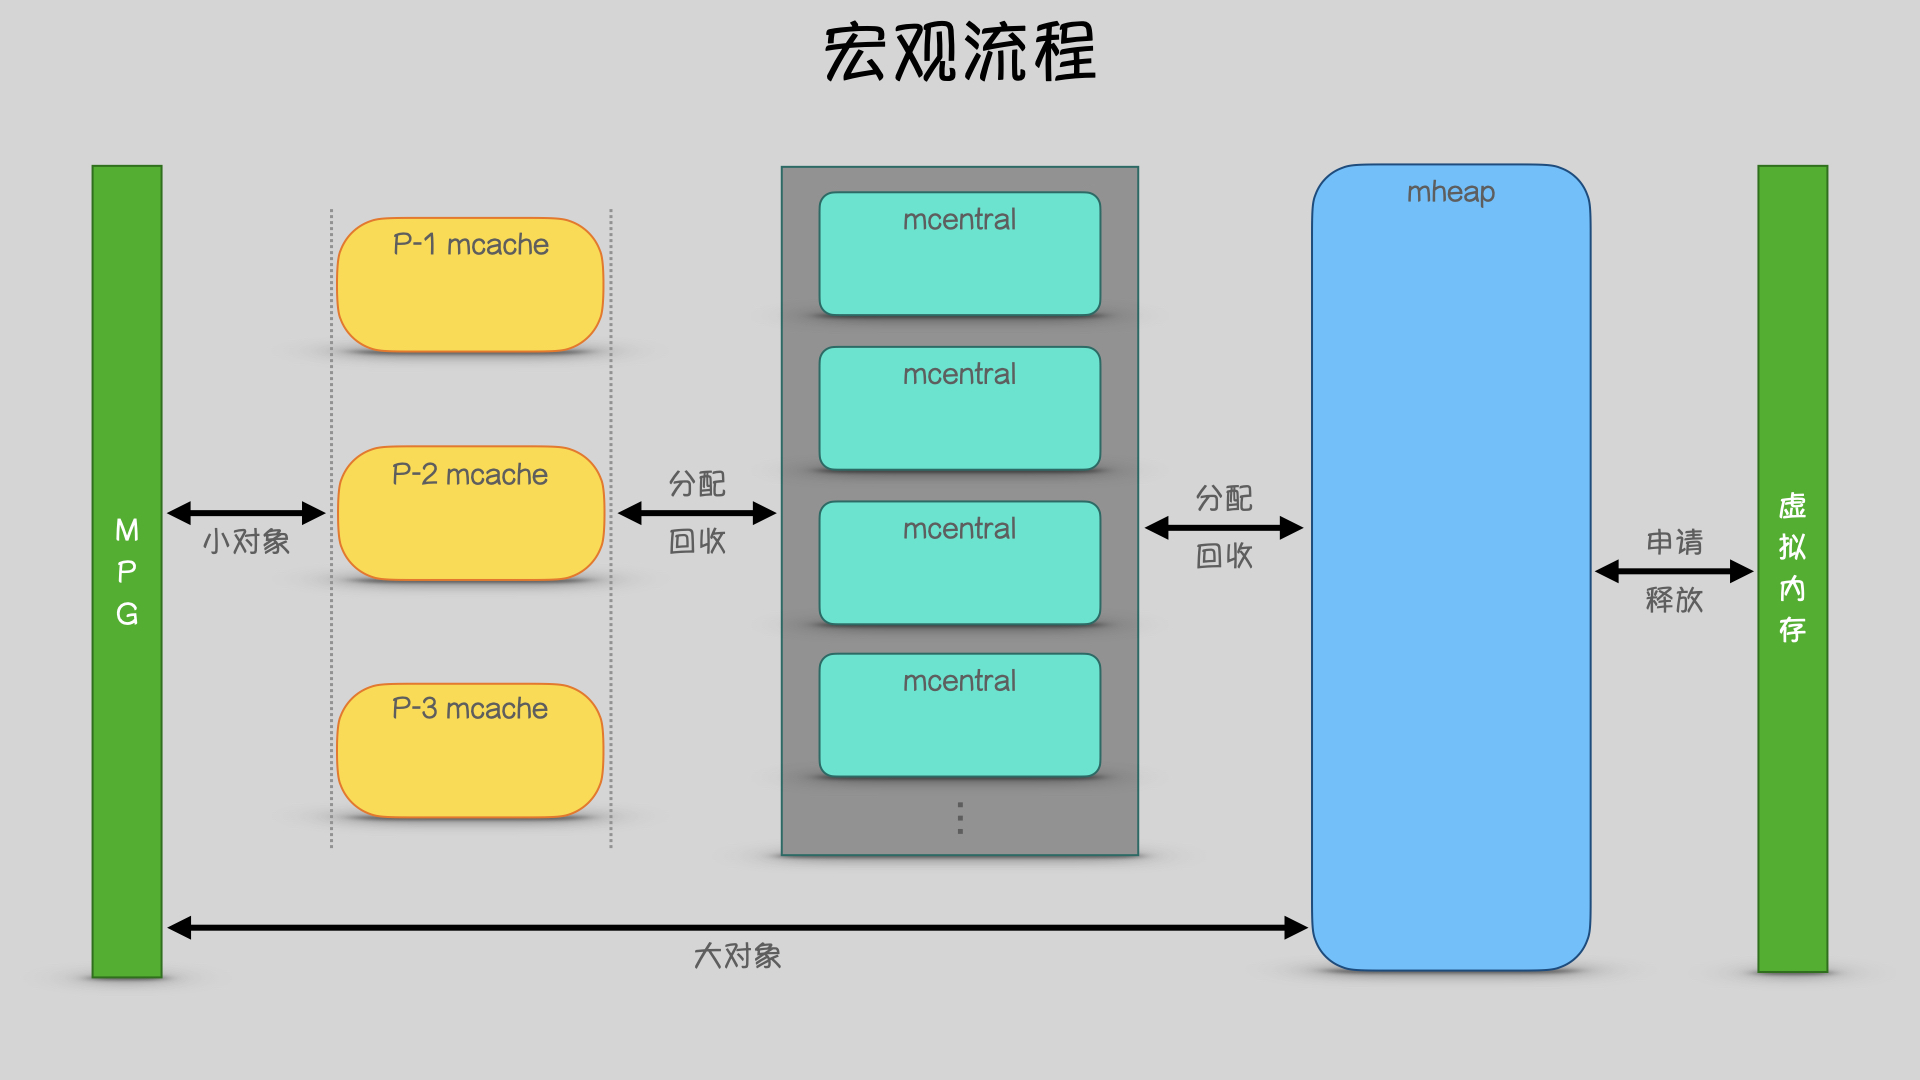 宏观流程
M
P
G
小对象
P-1 mcache
P-2 mcache
P-3 mcache
分配
回收
mcentral
mcentral
mcentral
mcentral
⋮
分配
回收
mheap
申请
释放
虚
拟
内
存
大对象